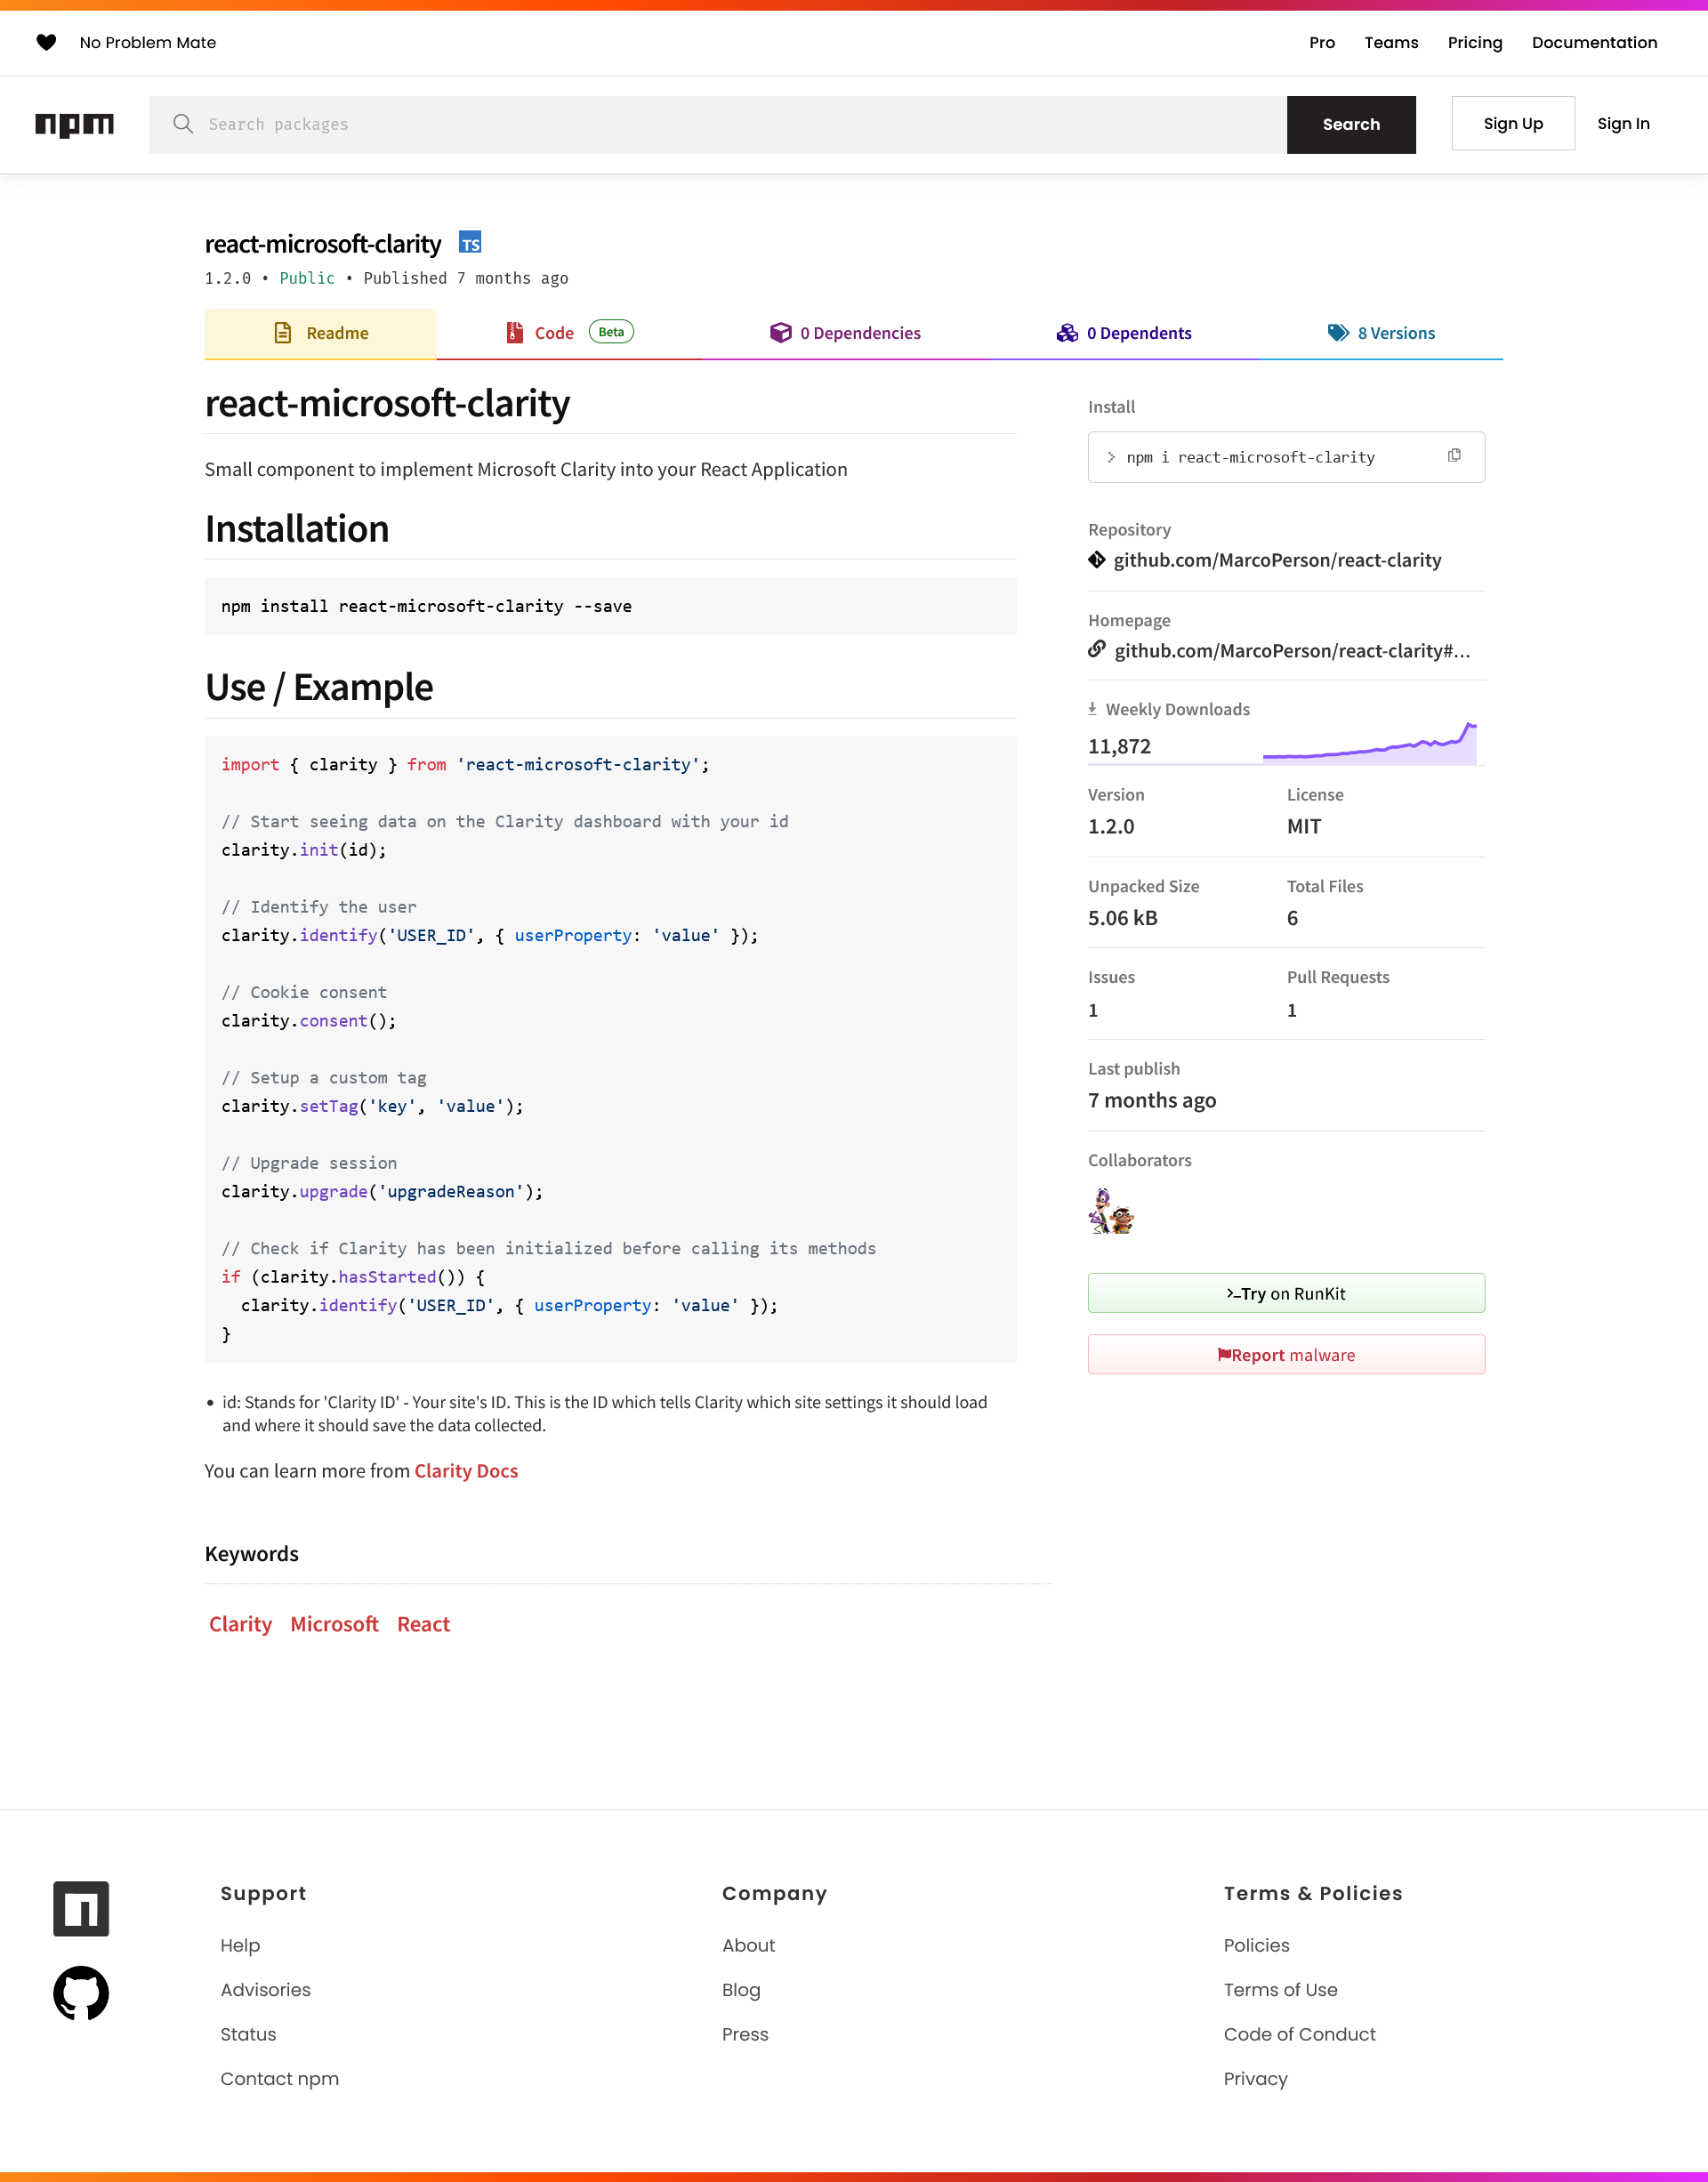 No Problem Mate
Pro Teams Pricing Documentation
npm
Search packages
Search
Sign Up
Sign In
react-microsoft-clarity TS
1.2.0 • Public • Published 7 months ago
Readme
Code Beta
0 Dependencies
0 Dependents
8 Versions
react-microsoft-clarity
Small component to implement Microsoft Clarity into your React Application
Installation
npm install react-microsoft-clarity --save
Use / Example
import { clarity } from 'react-microsoft-clarity';
// Start seeing data on the Clarity dashboard with your id
clarity.init(id);
// Identify the user
clarity.identify('USER_ID', { userProperty: 'value' });
// Cookie consent
clarity.consent();
// Setup a custom tag
clarity.setTag('key', 'value');
// Upgrade session
clarity.upgrade('upgradeReason');
// Check if Clarity has been initialized before calling its methods
if (clarity.hasStarted()) {
  clarity.identify('USER_ID', { userProperty: 'value' });
}
• id: Stands for 'Clarity ID' - Your site's ID. This is the ID which tells Clarity which site settings it should load
and where it should save the data collected.
You can learn more from Clarity Docs
Keywords
Clarity Microsoft React
Install
npm i react-microsoft-clarity
Repository
github.com/MarcoPerson/react-clarity
Homepage
github.com/MarcoPerson/react-clarity#...
Weekly Downloads
11,872
Version
1.2.0
License
MIT
Unpacked Size
5.06 kB
Total Files
6
Issues
1
Pull Requests
1
Last publish
7 months ago
Collaborators
Try on RunKit
Report malware
Support
Help
Advisories
Status
Contact npm
Company
About
Blog
Press
Terms & Policies
Policies
Terms of Use
Code of Conduct
Privacy